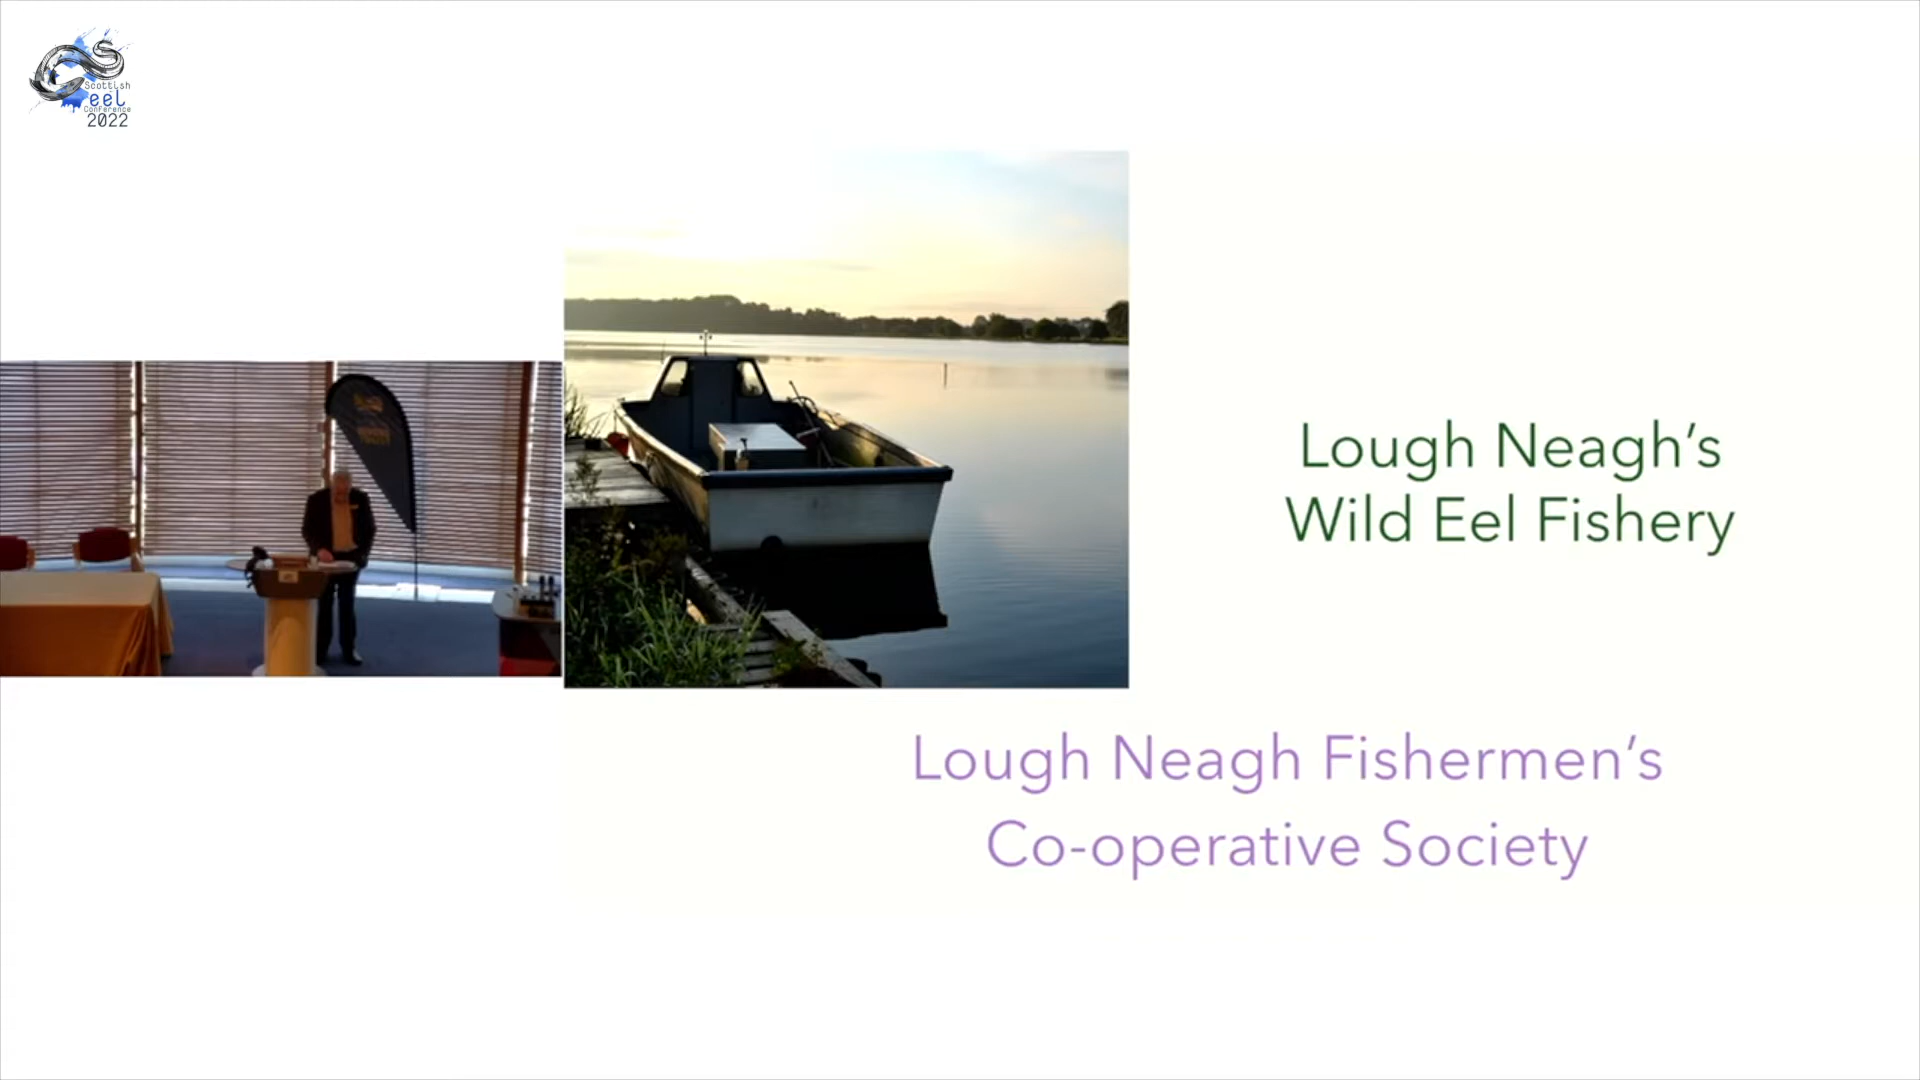 Scottish
eel
Conference
2022
Lough Neagh’s
Wild Eel Fishery
Lough Neagh Fishermen’s
Co-operative Society